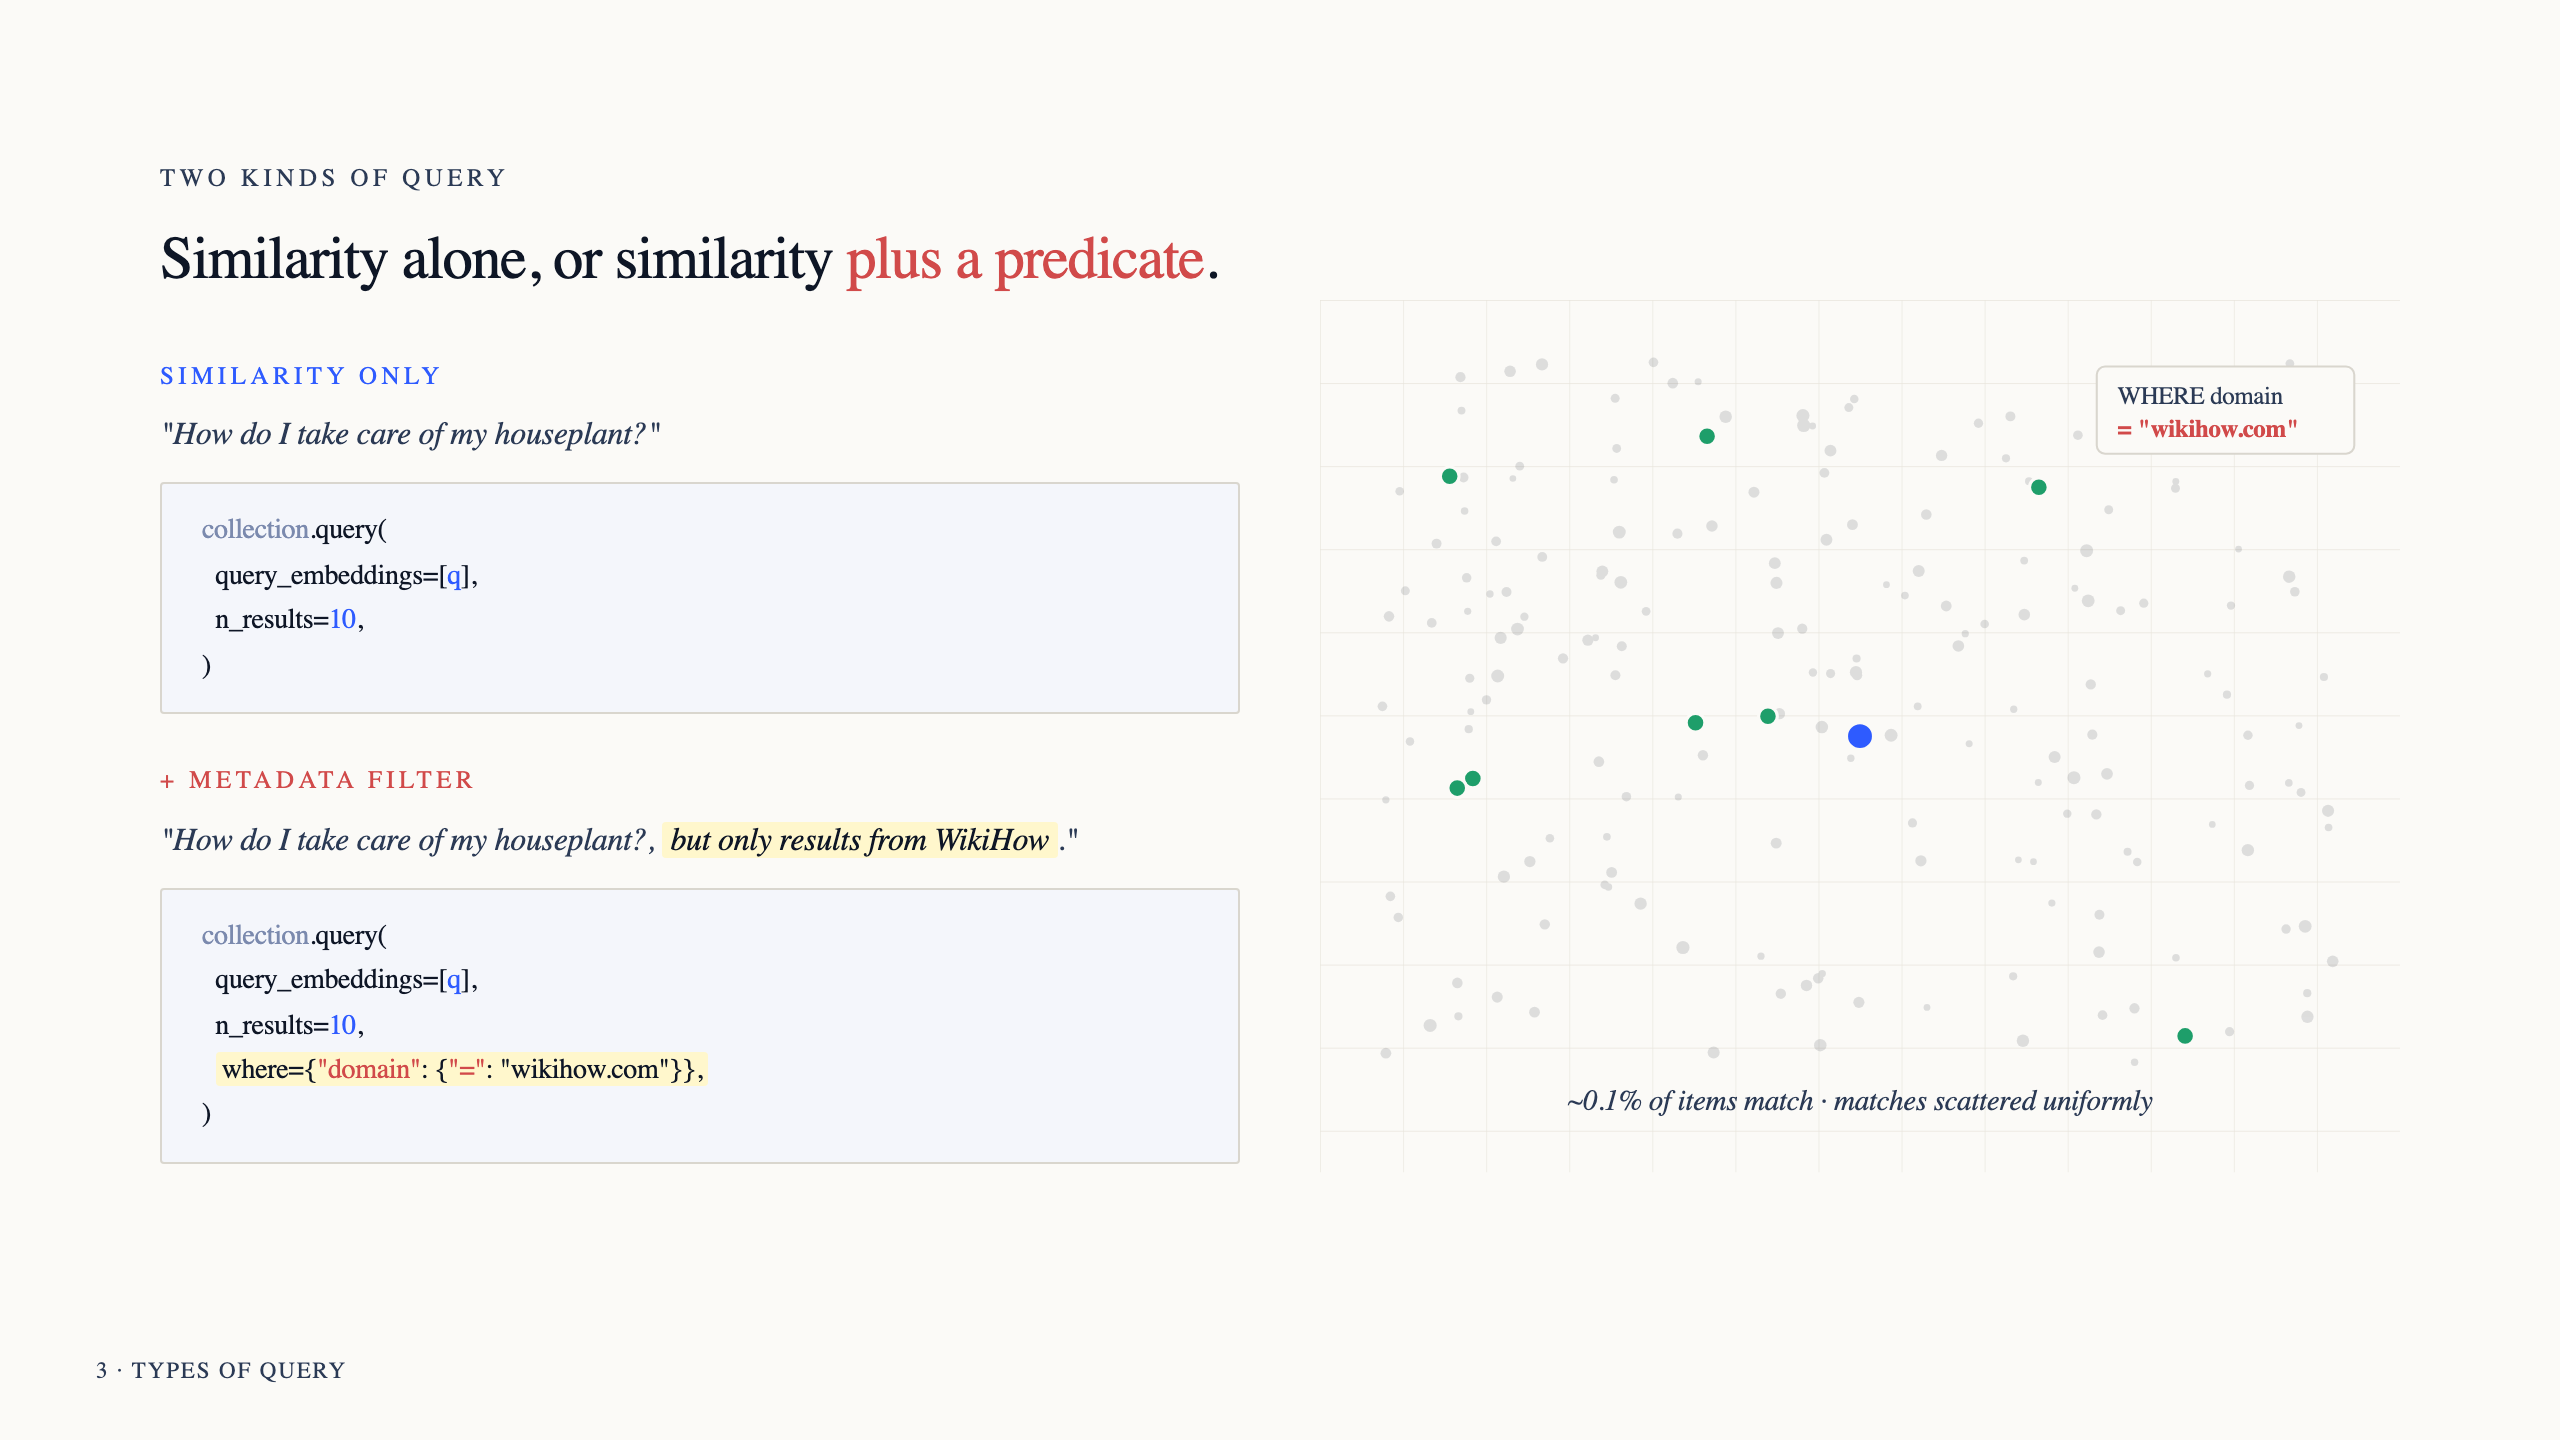 TWO KINDS OF QUERY
Similarity alone, or similarity plus a predicate.
SIMILARITY ONLY
"How do I take care of my houseplant?"
collection.query(
query_embeddings=[q],
n_results=10,
)
+ METADATA FILTER
"How do I take care of my houseplant?, but only results from WikiHow ."
collection.query(
query_embeddings=[q],
n_results=10,
where={"domain": {"=": "wikihow.com"}},
)
WHERE domain
= "wikihow.com"
~0.1% of items match · matches scattered uniformly
3 · TYPES OF QUERY